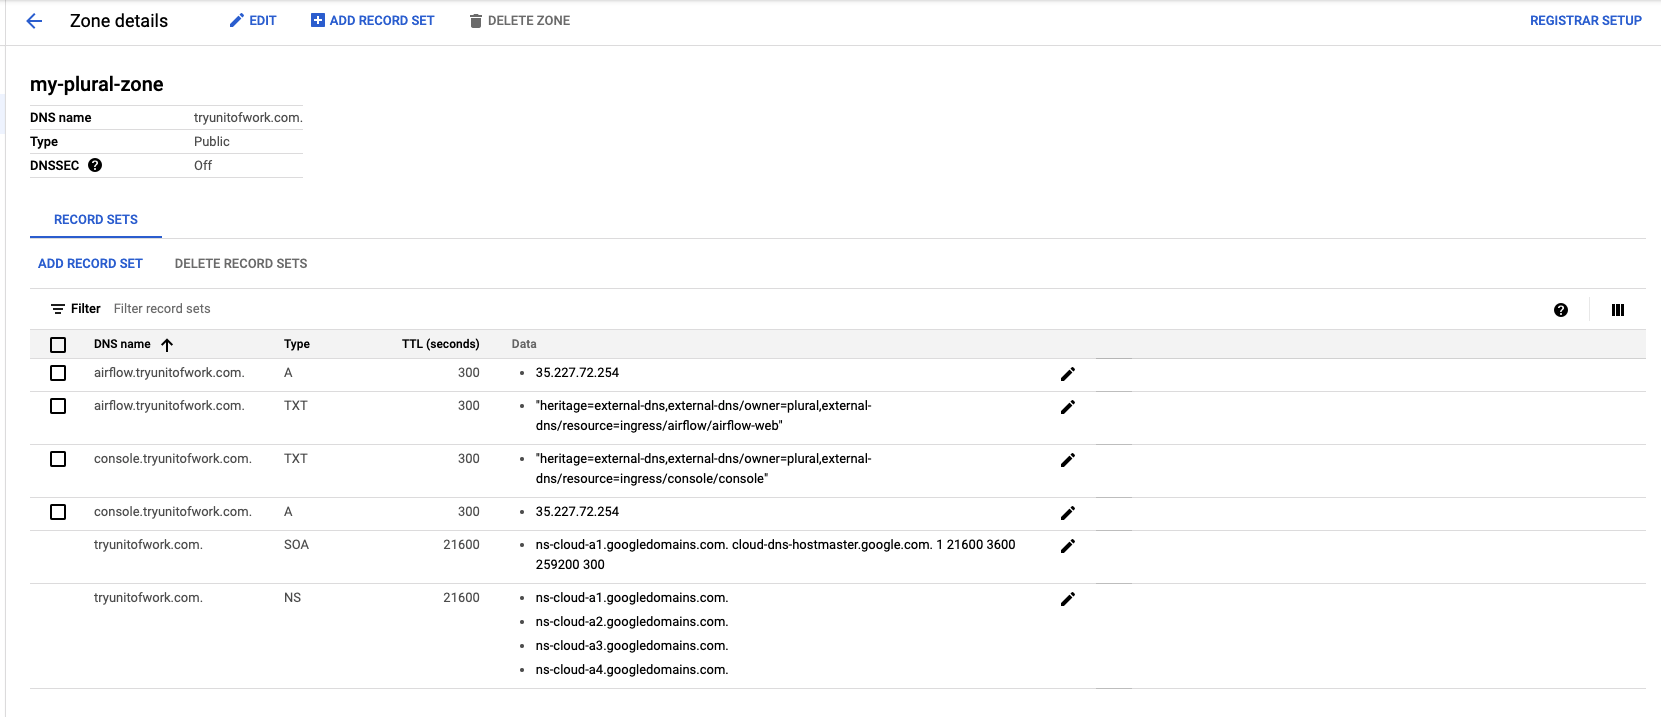 Zone details EDIT ADD RECORD SET DELETE ZONE REGISTRAR SETUP
my-plural-zone
DNS name tryunitofwork.com.
Type Public
DNSSEC ? Off
RECORD SETS
ADD RECORD SET DELETE RECORD SETS
Filter Filter record sets ?
DNS name Type TTL (seconds) Data
airflow.tryunitofwork.com. A 300 • 35.227.72.254
airflow.tryunitofwork.com. TXT 300 • "heritage=external-dns,external-dns/owner=plural,external-
dns/resource=ingress/airflow/airflow-web"
console.tryunitofwork.com. TXT 300 • "heritage=external-dns,external-dns/owner=plural,external-
dns/resource=ingress/console/console"
console.tryunitofwork.com. A 300 • 35.227.72.254
tryunitofwork.com. SOA 21600 • ns-cloud-a1.googledomains.com. cloud-dns-hostmaster.google.com. 1 21600 3600
259200 300
tryunitofwork.com. NS 21600 • ns-cloud-a1.googledomains.com.
• ns-cloud-a2.googledomains.com.
• ns-cloud-a3.googledomains.com.
• ns-cloud-a4.googledomains.com.